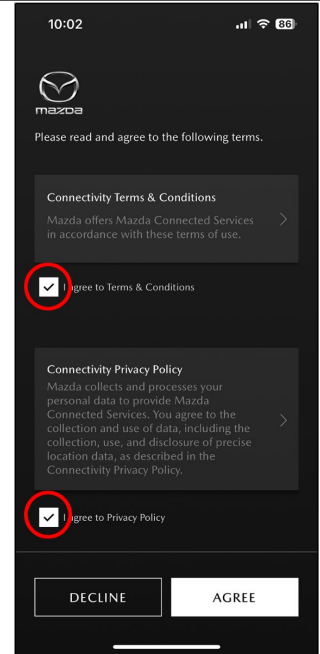 10:02
86
mazda
Please read and agree to the following terms.
Connectivity Terms & Conditions
Mazda offers Mazda Connected Services
in accordance with these terms of use.
I agree to Terms & Conditions
Connectivity Privacy Policy
Mazda collects and processes your
personal data to provide Mazda
Connected Services. You agree to the
collection and use of data, including the
collection, use, and disclosure of precise
location data, as described in the
Connectivity Privacy Policy.
I agree to Privacy Policy
DECLINE
AGREE